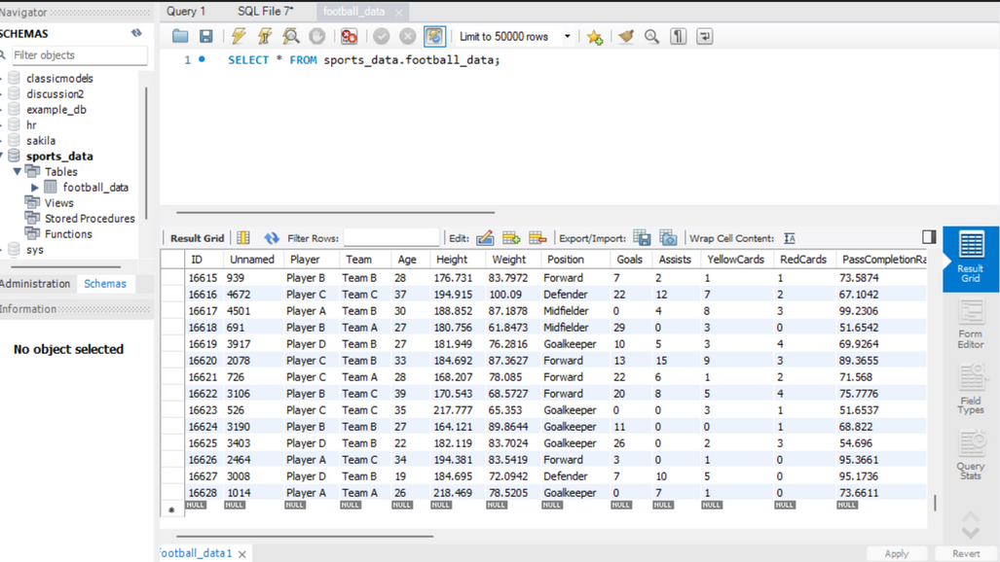 Navigator
SCHEMAS
Filter objects
classicmodels
discussion2
example_db
hr
sakila
sports_data
Tables
football_data
Views
Stored Procedures
Functions
sys
Administration Schemas
Information
No object selected
Query 1 SQL File 7* football_data
Limit to 50000 rows
1 SELECT * FROM sports_data.football_data;
Result Grid Filter Rows: Edit: Export/Import: Wrap Cell Content:
ID Unnamed Player Team Age Height Weight Position Goals Assists YellowCards RedCards PassCompletionRa
16615 939 Player B Team B 28 176.731 83.7972 Forward 7 2 1 1 73.5874
16616 4672 Player C Team C 37 194.915 100.09 Defender 22 12 7 2 67.1042
16617 4501 Player A Team B 30 188.852 87.1878 Midfielder 0 4 8 3 99.2306
16618 691 Player B Team A 27 180.756 61.8473 Midfielder 29 0 3 0 51.6542
16619 3917 Player D Team B 27 181.949 76.2816 Goalkeeper 10 5 3 4 69.9264
16620 2078 Player C Team B 33 184.692 87.3627 Forward 13 15 9 3 89.3655
16621 726 Player C Team A 28 168.207 78.085 Forward 22 6 1 2 71.568
16622 3106 Player B Team C 39 170.543 68.5727 Forward 20 8 5 4 75.7776
16623 526 Player C Team C 35 217.777 65.353 Goalkeeper 0 0 3 1 51.6537
16624 3190 Player B Team B 27 164.121 89.8644 Goalkeeper 11 0 0 1 68.822
16625 3403 Player D Team B 22 182.119 83.7024 Goalkeeper 26 0 2 3 54.696
16626 2464 Player A Team C 34 194.381 83.5419 Forward 3 0 1 0 95.3661
16627 3008 Player D Team B 19 184.695 72.0942 Defender 7 10 5 0 95.1736
16628 1014 Player A Team A 26 218.469 78.5205 Goalkeeper 0 7 1 0 73.6611
NULL NULL NULL NULL NULL NULL NULL NULL NULL NULL NULL NULL NULL
Result
Grid
Form
Editor
Field
Types
Query
Stats
football_data1
Apply Revert